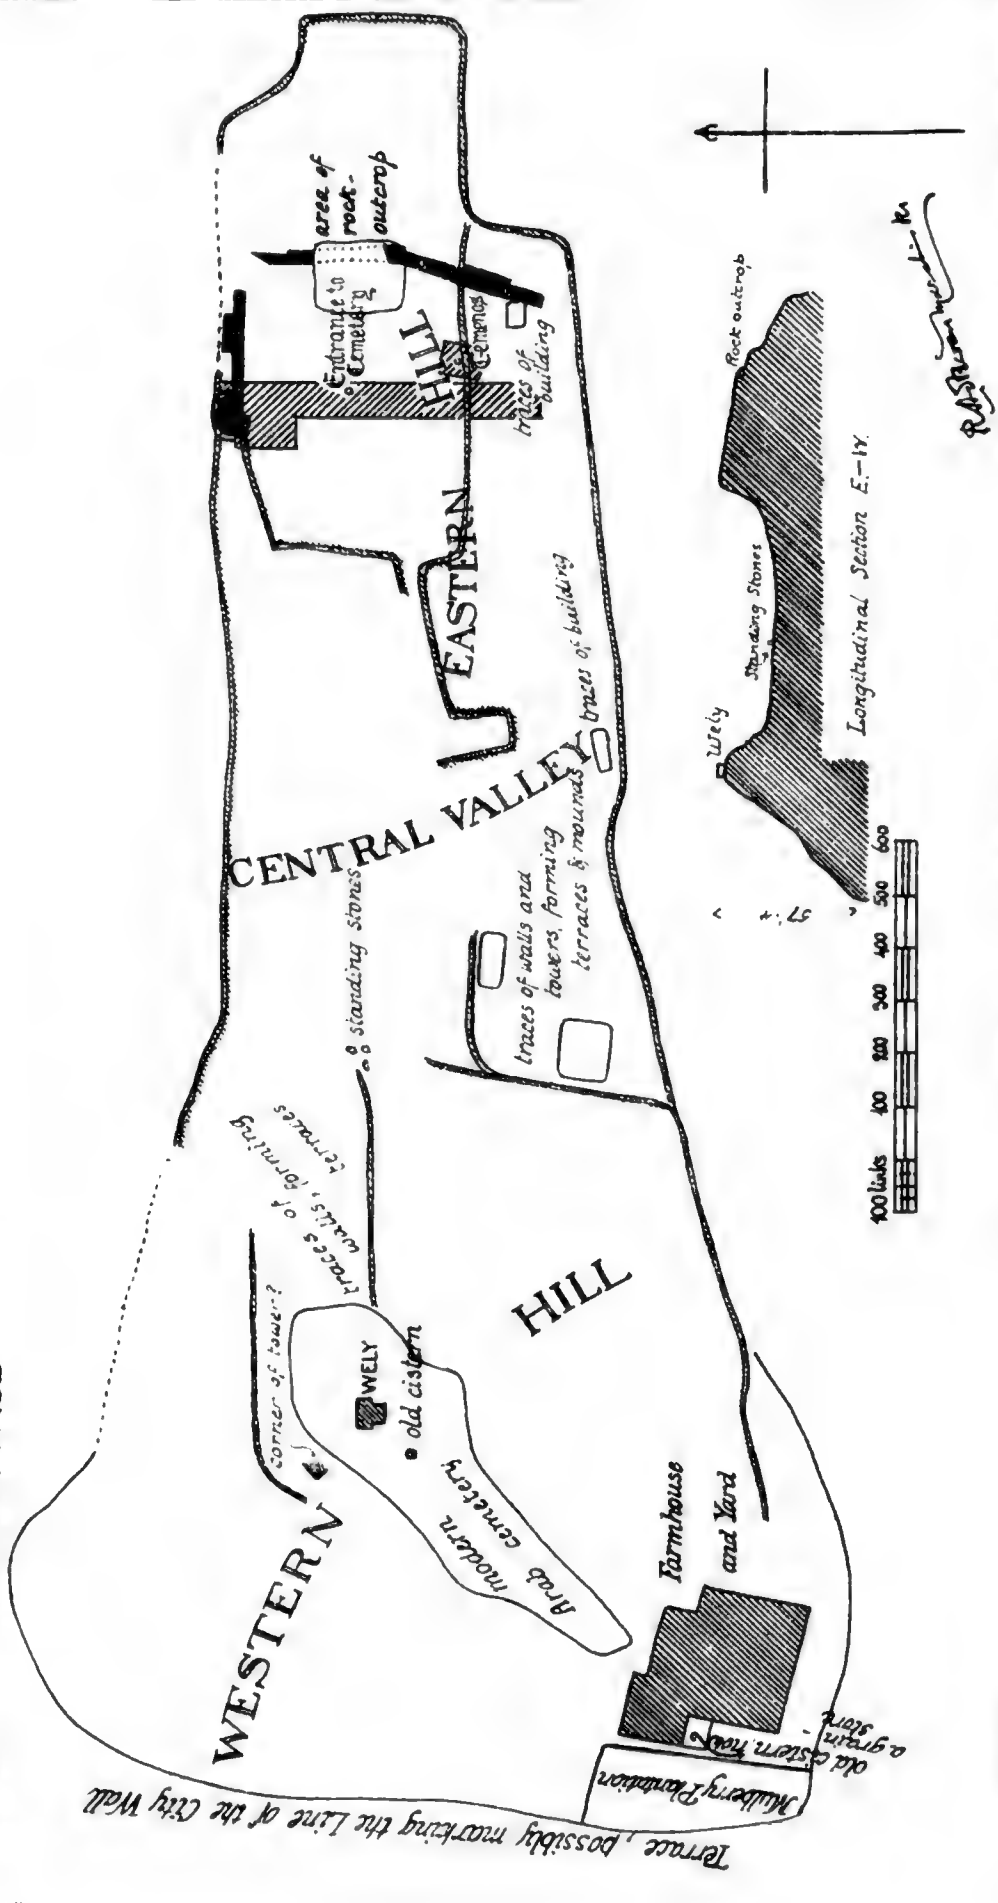 area of
rock-
outcrop
Entrance to
Cemetery
HILL
Temenos
traces of
building
EASTERN
traces of building
CENTRAL VALLEY
standing stones
traces of walls and
towers, forming
terraces & mounds
traces of
walls, forming
terraces
corner of tower?
WELY
old cistern
HILL
WESTERN
modern
Arab cemetery
Farmhouse
and Yard
old cistern, now
a grain
store
Mulberry Plantation
Terrace, possibly marking the Line of the City Wall
Rock outcrop
Standing Stones
Wely
Longitudinal Section E.-W.
100 links 100 200 300 400 500 600